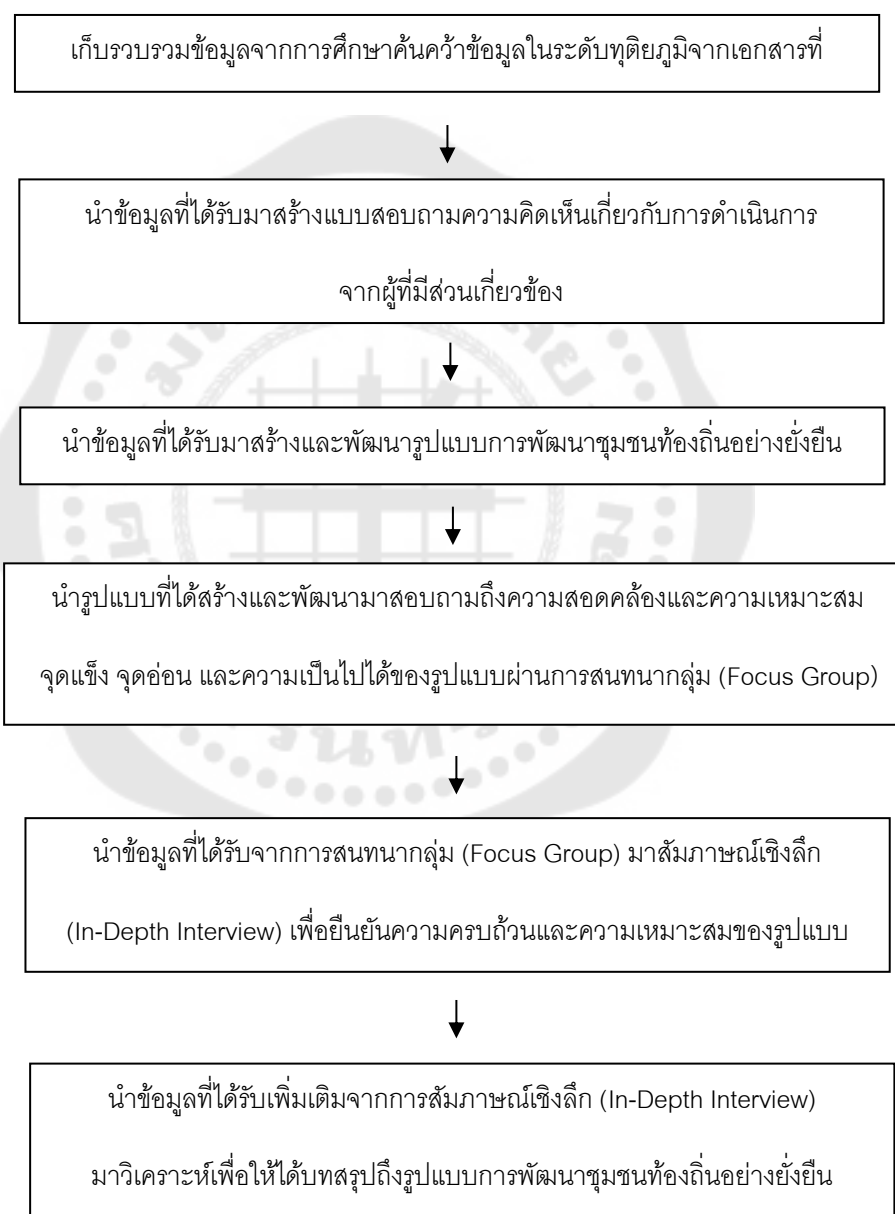 เก็บรวบรวมข้อมูลจากการศึกษาค้นคว้าข้อมูลในระดับทุติยภูมิจากเอกสารที่
นำข้อมูลที่ได้รับมาสร้างแบบสอบถามความคิดเห็นเกี่ยวกับการดำเนินการ
จากผู้ที่มีส่วนเกี่ยวข้อง
นำข้อมูลที่ได้รับมาสร้างและพัฒนารูปแบบการพัฒนาชุมชนท้องถิ่นอย่างยั่งยืน
นำรูปแบบที่ได้สร้างและพัฒนามาสอบถามถึงความสอดคล้องและความเหมาะสม
จุดแข็ง จุดอ่อน และความเป็นไปได้ของรูปแบบผ่านการสนทนากลุ่ม (Focus Group)
นำข้อมูลที่ได้รับจากการสนทนากลุ่ม (Focus Group) มาสัมภาษณ์เชิงลึก
(In-Depth Interview) เพื่อยืนยันความครบถ้วนและความเหมาะสมของรูปแบบ
นำข้อมูลที่ได้รับเพิ่มเติมจากการสัมภาษณ์เชิงลึก (In-Depth Interview)
มาวิเคราะห์เพื่อให้ได้บทสรุปถึงรูปแบบการพัฒนาชุมชนท้องถิ่นอย่างยั่งยืน